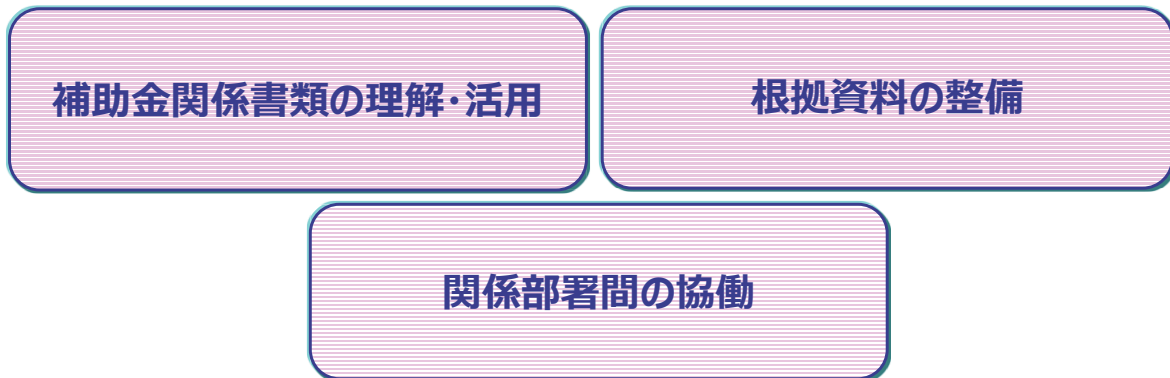 補助金関係書類の理解・活用
根拠資料の整備
関係部署間の協働